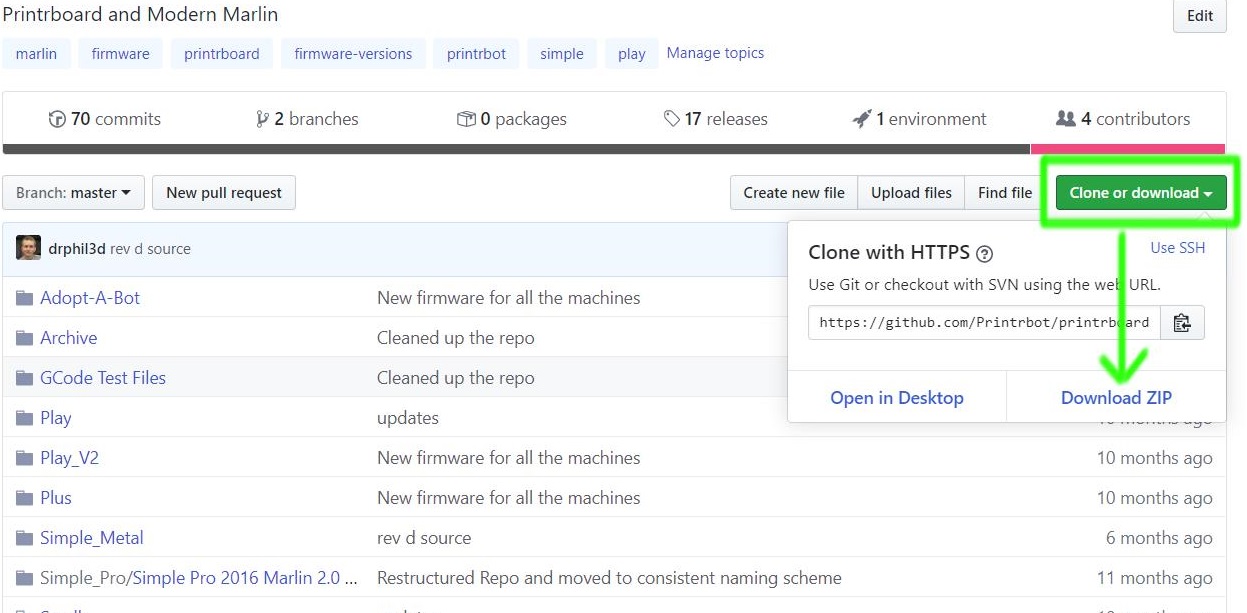 Printrboard and Modern Marlin
Edit
marlin firmware printrboard firmware-versions printrbot simple play Manage topics
70 commits 2 branches 0 packages 17 releases 1 environment 4 contributors
Branch: master New pull request Create new file Upload files Find file Clone or download
drphil3d rev d source
Clone with HTTPS Use SSH
Use Git or checkout with SVN using the web URL.
https://github.com/Printrbot/printrboard
Open in Desktop Download ZIP
Adopt-A-Bot New firmware for all the machines
Archive Cleaned up the repo
GCode Test Files Cleaned up the repo
Play updates
Play_V2 New firmware for all the machines 10 months ago
Plus New firmware for all the machines 10 months ago
Simple_Metal rev d source 6 months ago
Simple_Pro/Simple Pro 2016 Marlin 2.0 ... Restructured Repo and moved to consistent naming scheme 11 months ago